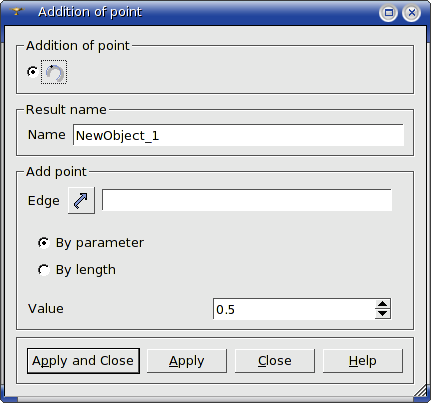 Addition of point
Addition of point
Result name
Name NewObject_1
Add point
Edge
By parameter
By length
Value 0.5
Apply and Close Apply Close Help